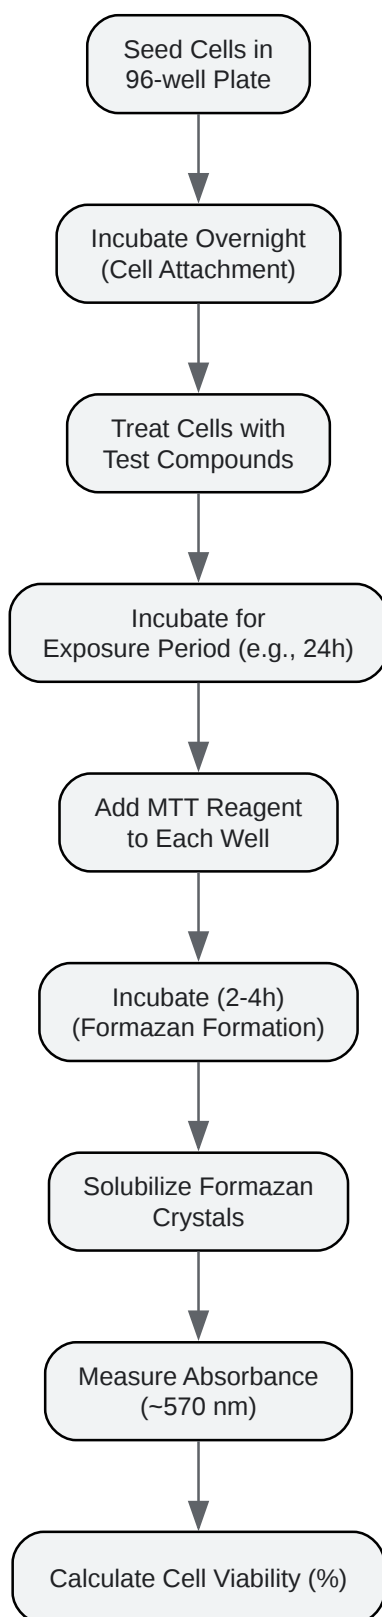 Seed Cells in
96-well Plate
Incubate Overnight
(Cell Attachment)
Treat Cells with
Test Compounds
Incubate for
Exposure Period (e.g., 24h)
Add MTT Reagent
to Each Well
Incubate (2-4h)
(Formazan Formation)
Solubilize Formazan
Crystals
Measure Absorbance
(~570 nm)
Calculate Cell Viability (%)